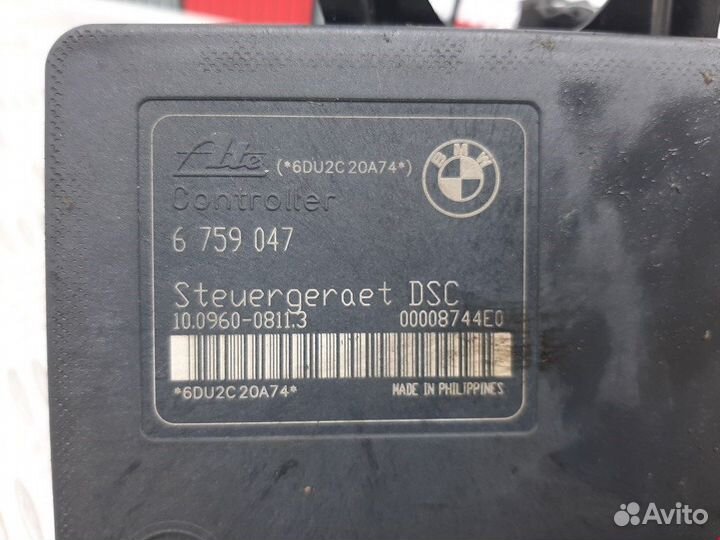 Ate (*6DU2C20A74*)
BMW
Controller
6 759 047
Steuergeraet DSC
10.0960-0811.3 00008744E0
*6DU2C20A74* MADE IN PHILIPPINES
Avito